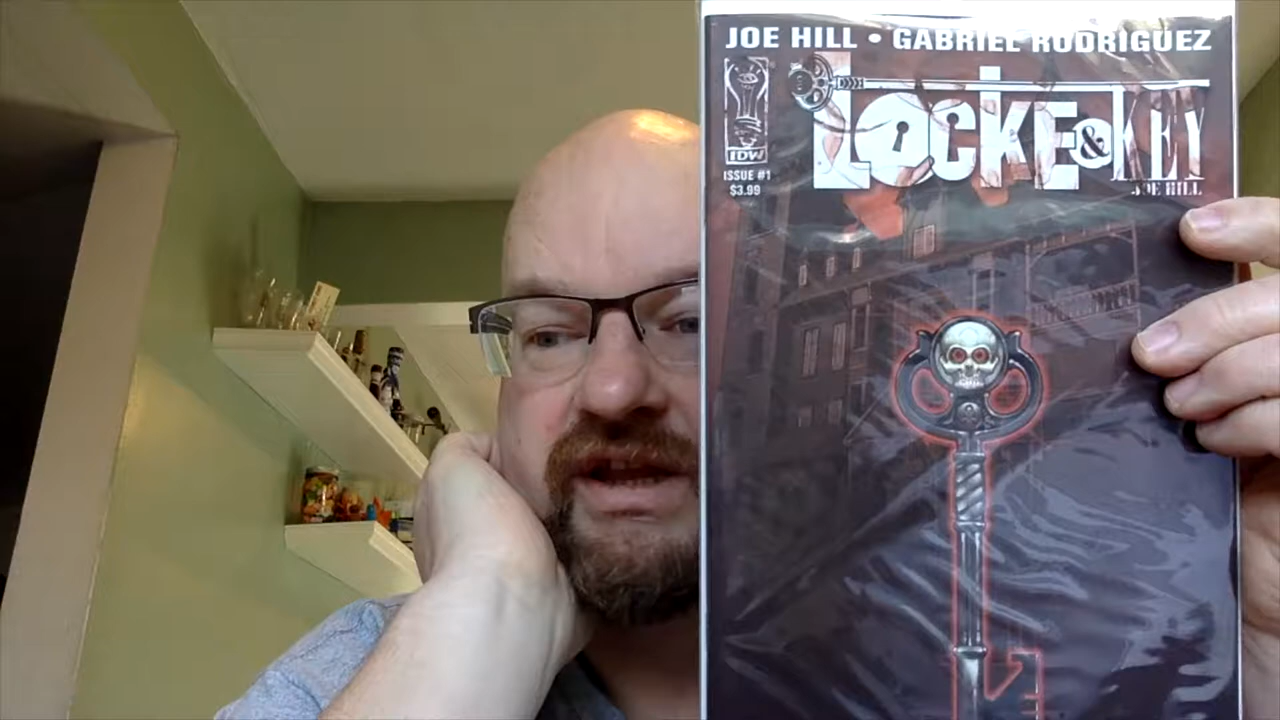 JOE HILL • GABRIEL RODRIGUEZ
LOCKE & KEY
JOE HILL
IDW
ISSUE #1
$3.99